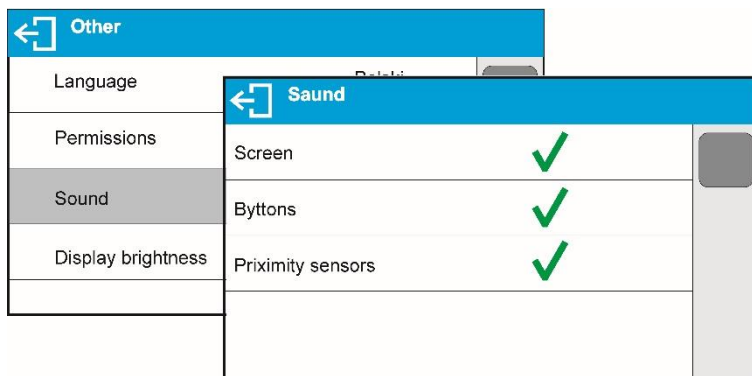 Other
Language
Permissions
Sound
Display brightness
Saund
Screen
Byttons
Priximity sensors